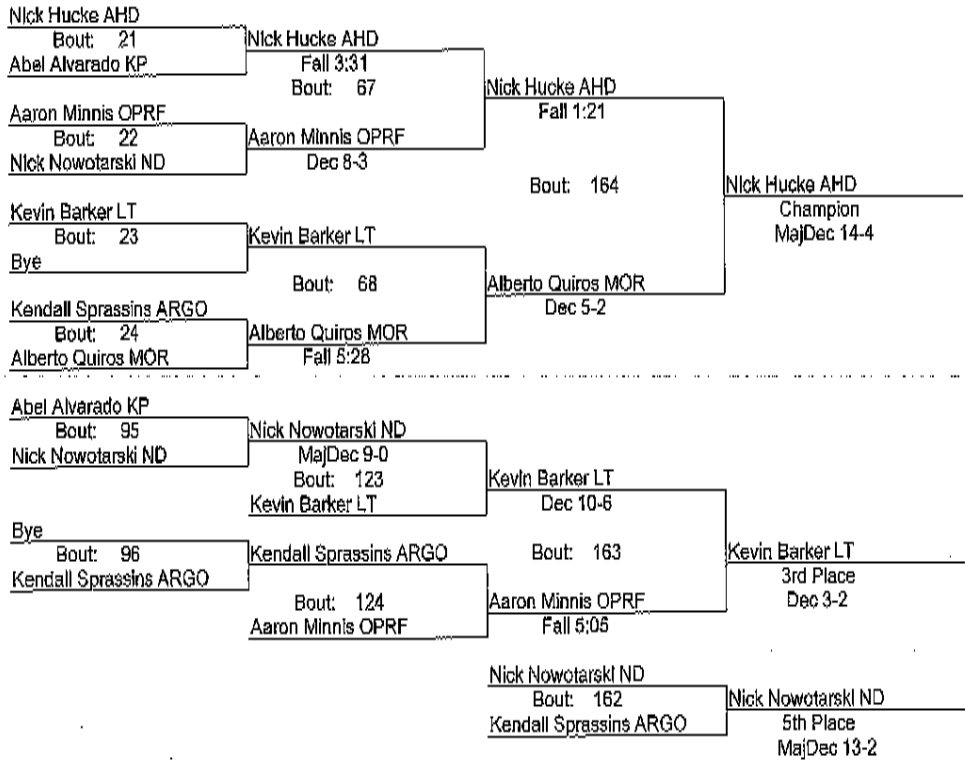 Nick Hucke AHD
Bout: 21
Abel Alvarado KP
Nick Hucke AHD
Fall 3:31
Bout: 67
Aaron Minnis OPRF
Bout: 22
Nick Nowotarski ND
Aaron Minnis OPRF
Dec 8-3
Nick Hucke AHD
Fall 1:21
Bout: 164
Kevin Barker LT
Bout: 23
Bye
Kevin Barker LT
Bout: 68
Kendall Sprassins ARGO
Bout: 24
Alberto Quiros MOR
Alberto Quiros MOR
Fall 5:28
Alberto Quiros MOR
Dec 5-2
Nick Hucke AHD
Champion
MajDec 14-4
Abel Alvarado KP
Bout: 95
Nick Nowotarski ND
Nick Nowotarski ND
MajDec 9-0
Bout: 123
Kevin Barker LT
Kevin Barker LT
Dec 10-6
Bout: 163
Bye
Bout: 96
Kendall Sprassins ARGO
Kendall Sprassins ARGO
Bout: 124
Aaron Minnis OPRF
Aaron Minnis OPRF
Fall 5:05
Kevin Barker LT
3rd Place
Dec 3-2
Nick Nowotarski ND
Bout: 162
Kendall Sprassins ARGO
Nick Nowotarski ND
5th Place
MajDec 13-2